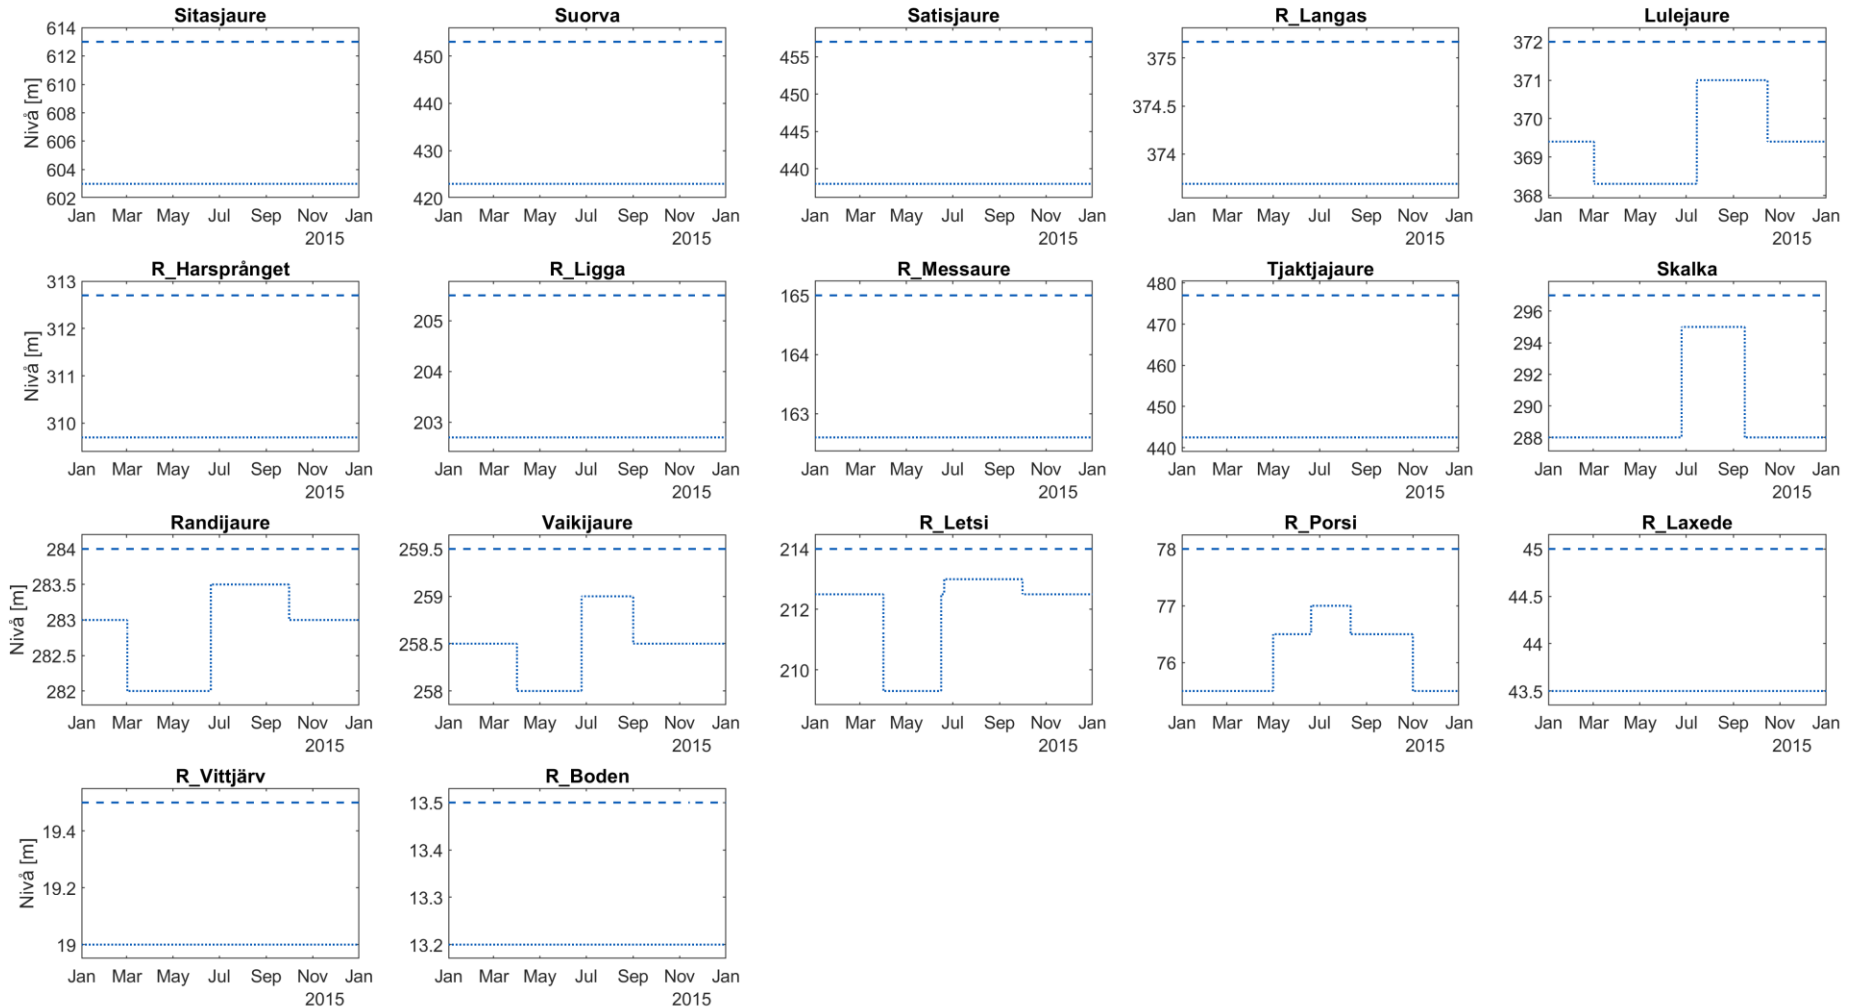 Sitasjaure
Nivå [m]
614
613
612
610
608
606
604
603
602
Jan Mar May Jul Sep Nov Jan
2015
Suorva
450
440
430
420
Jan Mar May Jul Sep Nov Jan
2015
Satisjaure
455
450
445
440
Jan Mar May Jul Sep Nov Jan
2015
R_Langas
375
374.5
374
Jan Mar May Jul Sep Nov Jan
2015
Lulejaure
372
371
370
369
368
Jan Mar May Jul Sep Nov Jan
2015
R_Harsprånget
Nivå [m]
313
312
311
310
Jan Mar May Jul Sep Nov Jan
2015
R_Ligga
205
204
203
Jan Mar May Jul Sep Nov Jan
2015
R_Messaure
165
164
163
Jan Mar May Jul Sep Nov Jan
2015
Tjaktjajaure
480
470
460
450
440
Jan Mar May Jul Sep Nov Jan
2015
Skalka
296
294
292
290
288
Jan Mar May Jul Sep Nov Jan
2015
Randijaure
Nivå [m]
284
283.5
283
282.5
282
Jan Mar May Jul Sep Nov Jan
2015
Vaikijaure
259.5
259
258.5
258
Jan Mar May Jul Sep Nov Jan
2015
R_Letsi
214
212
210
Jan Mar May Jul Sep Nov Jan
2015
R_Porsi
78
77
76
Jan Mar May Jul Sep Nov Jan
2015
R_Laxede
45
44.5
44
43.5
Jan Mar May Jul Sep Nov Jan
2015
R_Vittjärv
Nivå [m]
19.4
19.2
19
Jan Mar May Jul Sep Nov Jan
2015
R_Boden
13.5
13.4
13.3
13.2
Jan Mar May Jul Sep Nov Jan
2015